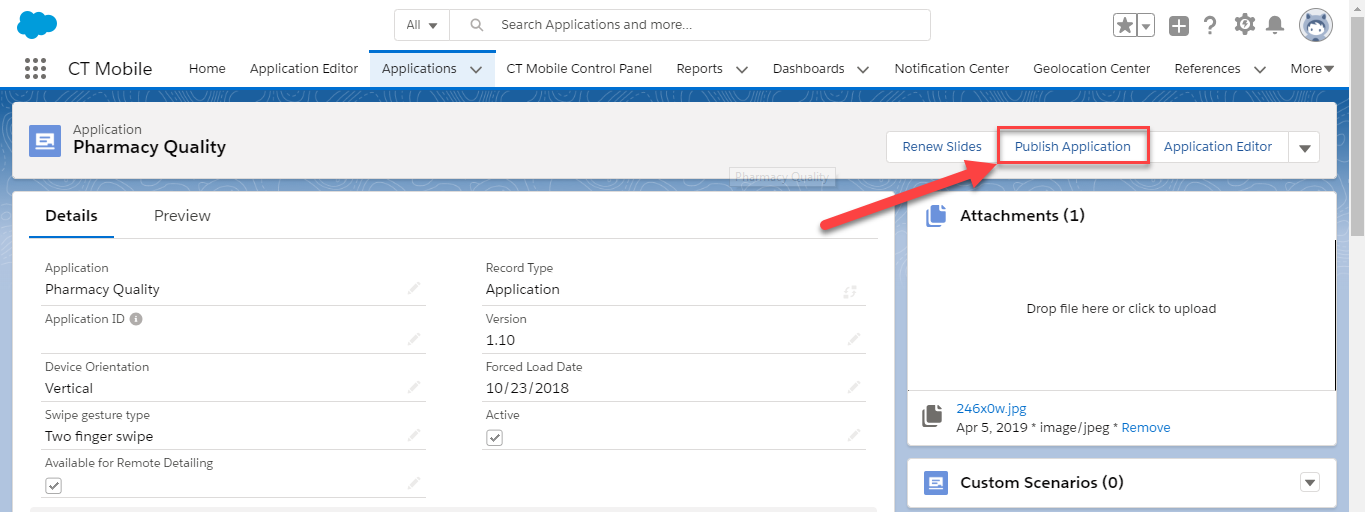 All
Search Applications and more...
CT Mobile
Home
Application Editor
Applications
CT Mobile Control Panel
Reports
Dashboards
Notification Center
Geolocation Center
References
More
Application
Pharmacy Quality
Renew Slides
Publish Application
Application Editor
Pharmacy Quality
Details
Preview
Application
Pharmacy Quality
Record Type
Application
Application ID
Version
1.10
Device Orientation
Vertical
Forced Load Date
10/23/2018
Swipe gesture type
Two finger swipe
Active
Available for Remote Detailing
Attachments (1)
Drop file here or click to upload
246x0w.jpg
Apr 5, 2019 * image/jpeg * Remove
Custom Scenarios (0)